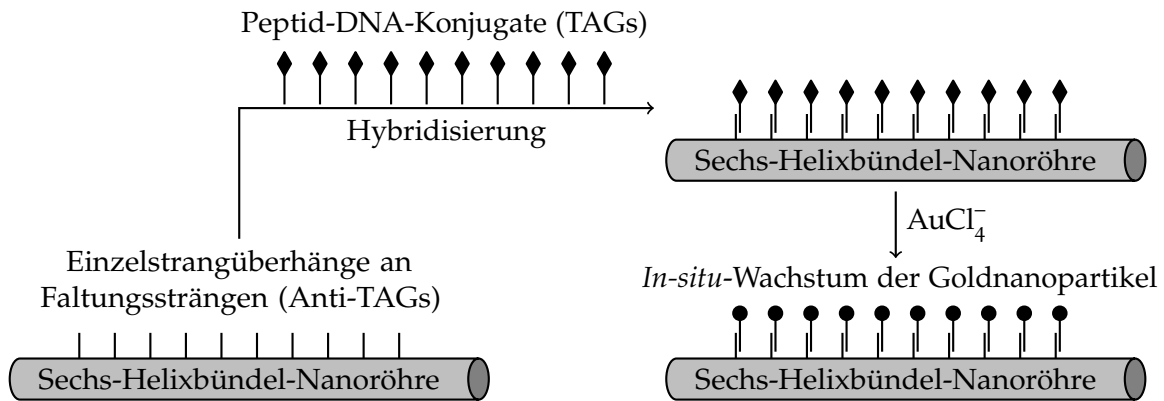 Peptid-DNA-Konjugate (TAGs)
Hybridisierung
Einzelstrangüberhänge an
Faltungssträngen (Anti-TAGs)
Sechs-Helixbündel-Nanoröhre
Sechs-Helixbündel-Nanoröhre
AuCl₄⁻
In-situ-Wachstum der Goldnanopartikel
Sechs-Helixbündel-Nanoröhre